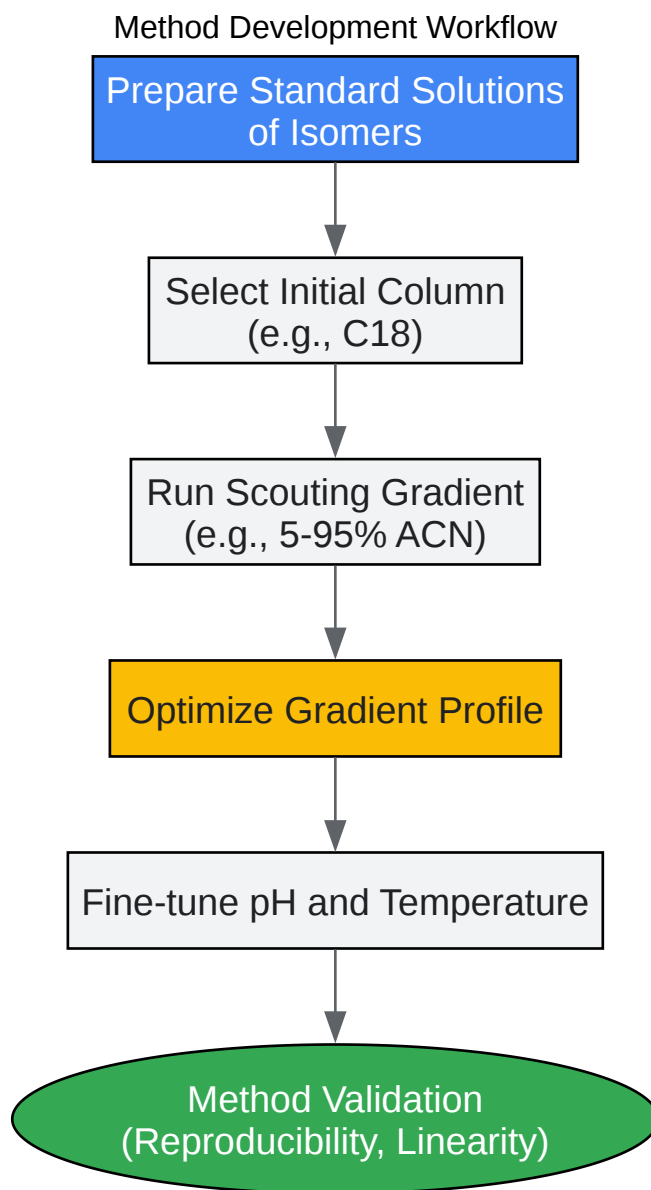 Method Development Workflow
Prepare Standard Solutions
of Isomers
Select Initial Column
(e.g., C18)
Run Scouting Gradient
(e.g., 5-95% ACN)
Optimize Gradient Profile
Fine-tune pH and Temperature
Method Validation
(Reproducibility, Linearity)